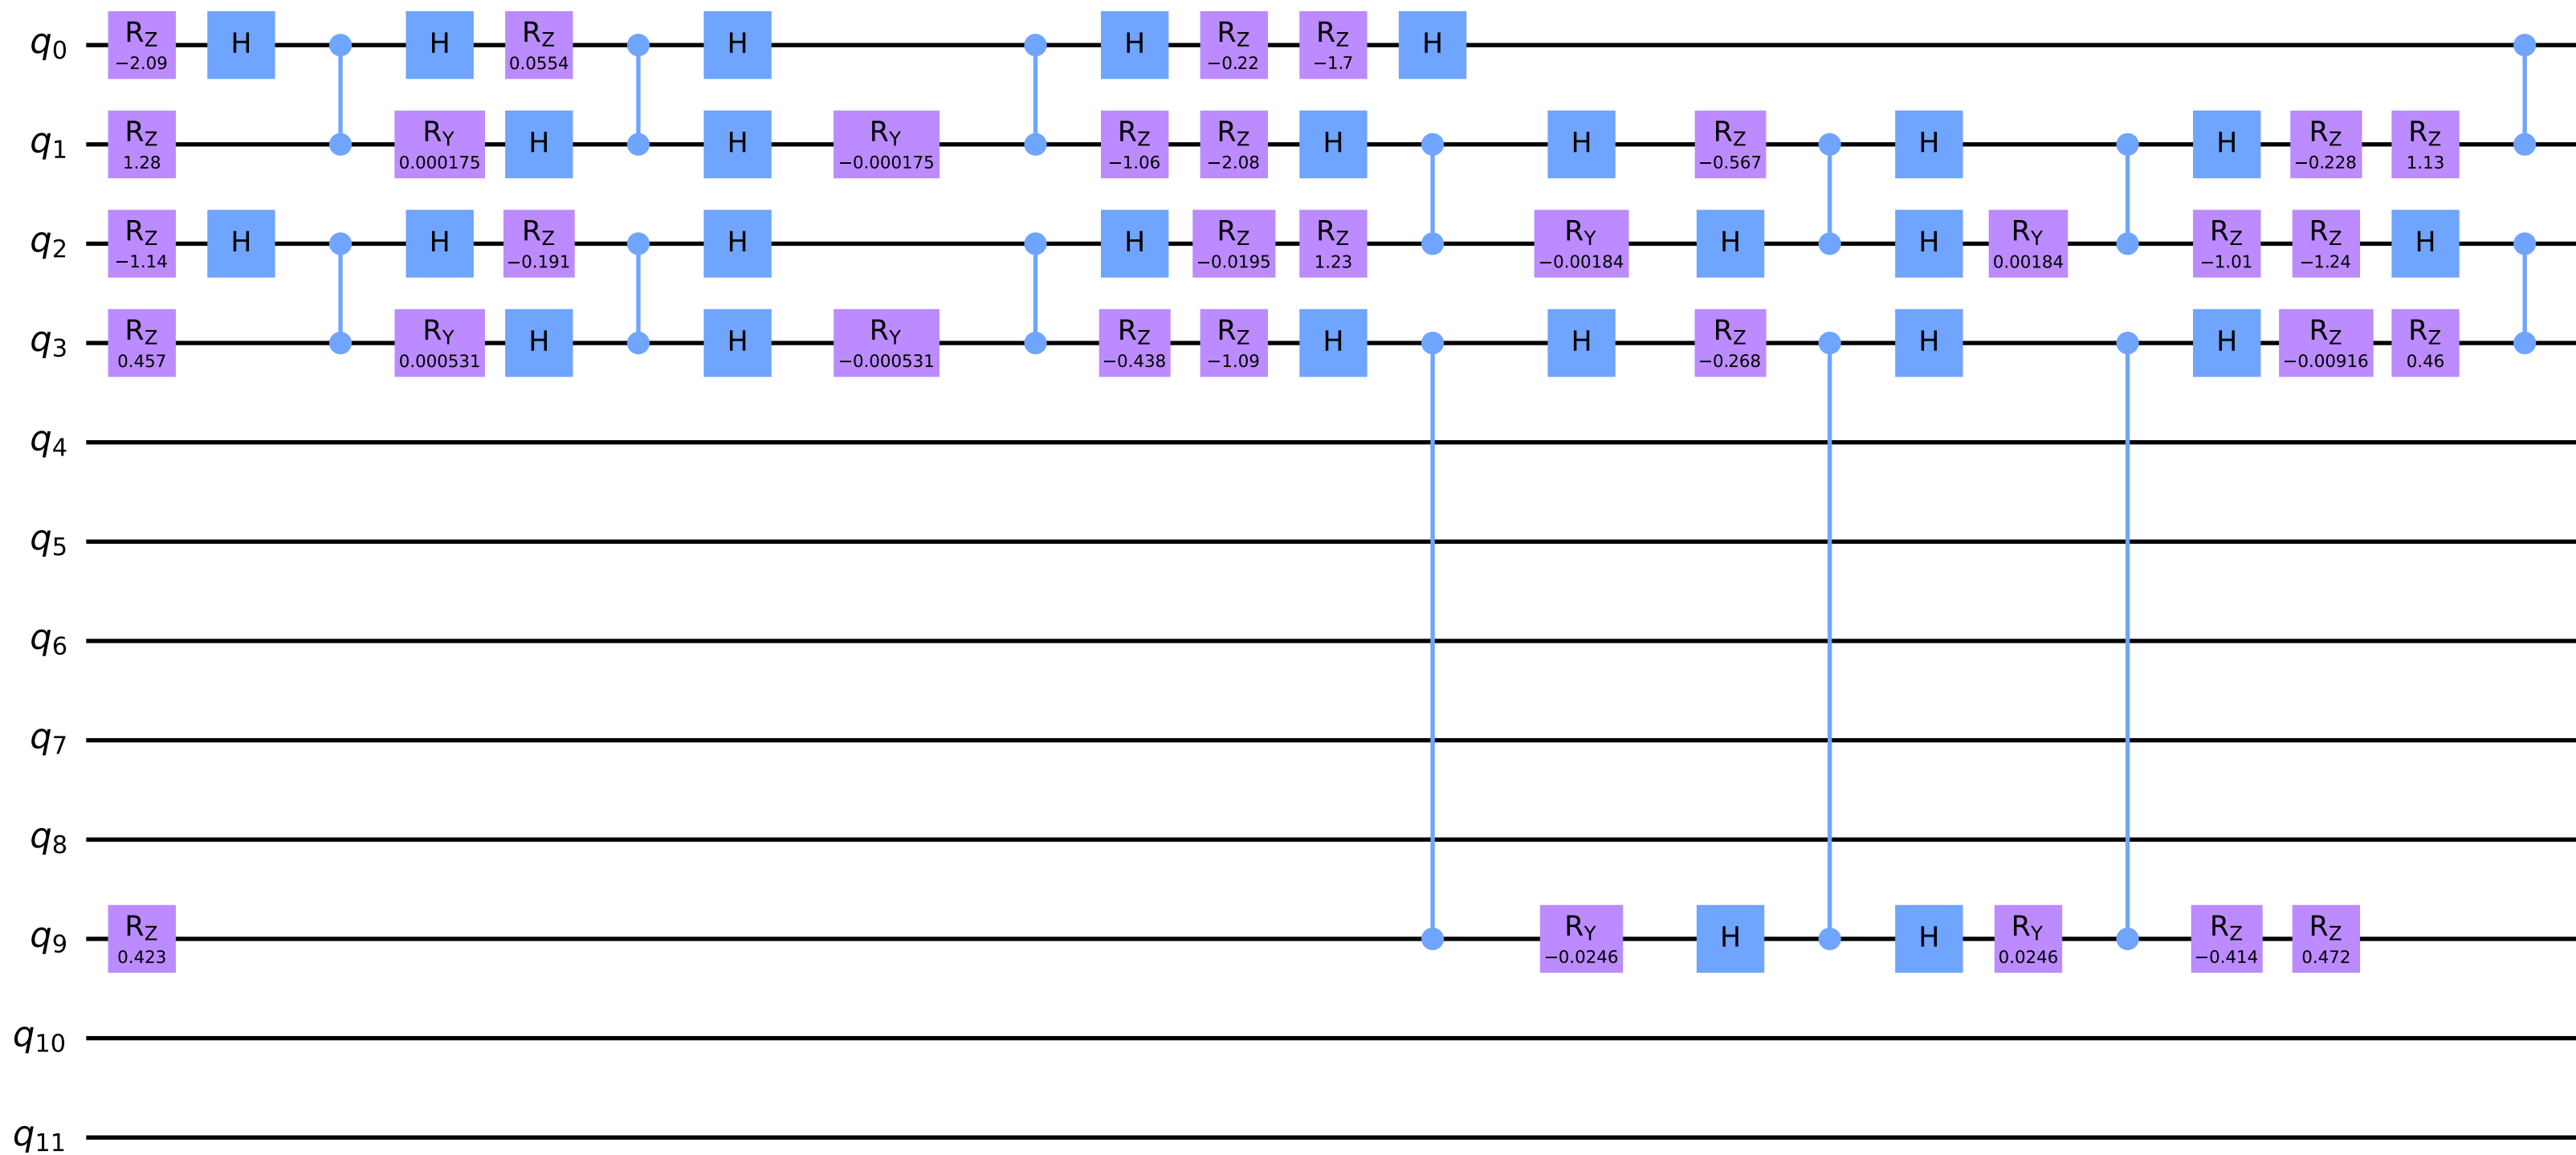 q0 RZ −2.09 H H RZ 0.0554 H H RZ −0.22 RZ −1.7 H
q1 RZ 1.28 RY 0.000175 H H RY −0.000175 RZ −1.06 RZ −2.08 H H RZ −0.567 H H RZ −0.228 RZ 1.13
q2 RZ −1.14 H H RZ −0.191 H H RZ −0.0195 RZ 1.23 RY −0.00184 H H RY 0.00184 RZ −1.01 RZ −1.24 H
q3 RZ 0.457 RY 0.000531 H H RY −0.000531 RZ −0.438 RZ −1.09 H H RZ −0.268 H H RZ −0.00916 RZ 0.46
q4
q5
q6
q7
q8
q9 RZ 0.423 RY −0.0246 H H RY 0.0246 RZ −0.414 RZ 0.472
q10
q11